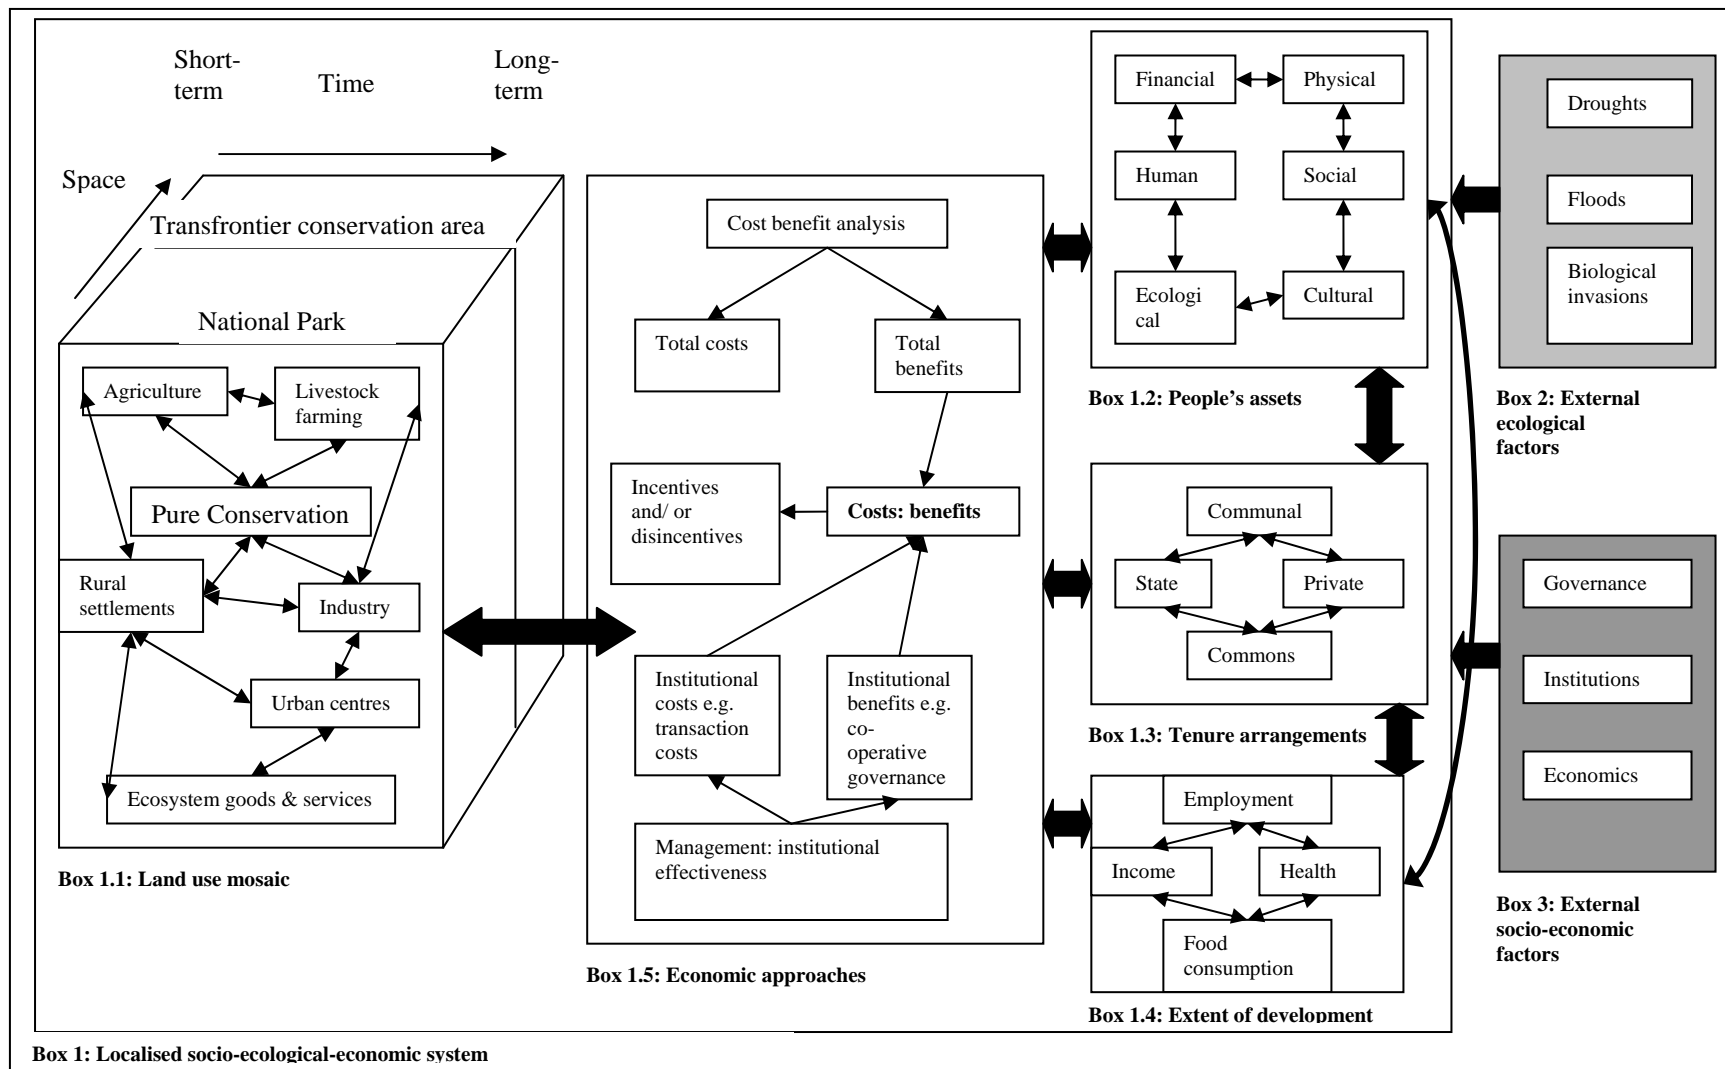 Short-
term
Time
Long-
term
Space
Transfrontier conservation area
National Park
Agriculture
Livestock
farming
Pure Conservation
Rural
settlements
Industry
Urban centres
Ecosystem goods & services
Box 1.1: Land use mosaic
Cost benefit analysis
Total costs
Total
benefits
Incentives
and/ or
disincentives
Costs: benefits
Institutional
costs e.g.
transaction
costs
Institutional
benefits e.g.
co-
operative
governance
Management: institutional
effectiveness
Box 1.5: Economic approaches
Financial
Physical
Human
Social
Ecologi
cal
Cultural
Box 1.2: People’s assets
Communal
State
Private
Commons
Box 1.3: Tenure arrangements
Employment
Income
Health
Food
consumption
Box 1.4: Extent of development
Droughts
Floods
Biological
invasions
Box 2: External
ecological
factors
Governance
Institutions
Economics
Box 3: External
socio-economic
factors
Box 1: Localised socio-ecological-economic system